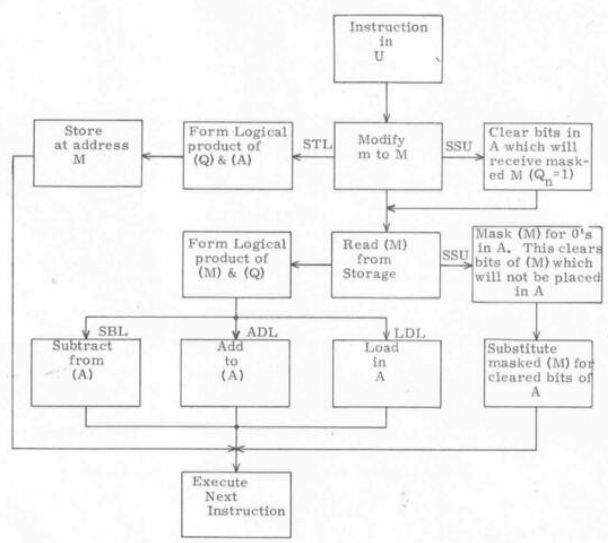 Instruction
in
U
Store
at address
M
Form Logical
product of
(Q) & (A)
STL
Modify
m to M
SSU
Clear bits in
A which will
receive mask-
ed M (Qn=1)
Form Logical
product of
(M) & (Q)
Read (M)
from
Storage
SSU
Mask (M) for 0's
in A. This clears
bits of (M) which
will not be placed
in A
SBL
ADL
LDL
Subtract
from
(A)
Add
to
(A)
Load
in
A
Substitute
masked (M) for
cleared bits of
A
Execute
Next
Instruction